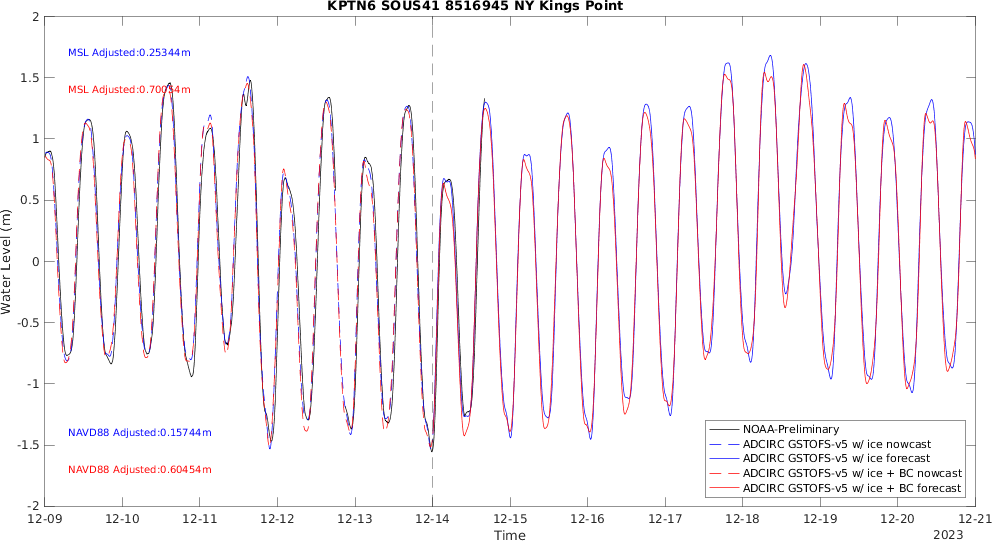 KPTN6 SOUS41 8516945 NY Kings Point
2
1.5
1
0.5
0
-0.5
-1
-1.5
-2
Water Level (m)
MSL Adjusted:0.25344m
MSL Adjusted:0.70054m
NAVD88 Adjusted:0.15744m
NAVD88 Adjusted:0.60454m
NOAA-Preliminary
ADCIRC GSTOFS-v5 w/ ice nowcast
ADCIRC GSTOFS-v5 w/ ice forecast
ADCIRC GSTOFS-v5 w/ ice + BC nowcast
ADCIRC GSTOFS-v5 w/ ice + BC forecast
12-09 12-10 12-11 12-12 12-13 12-14 12-15 12-16 12-17 12-18 12-19 12-20 12-21
Time
2023